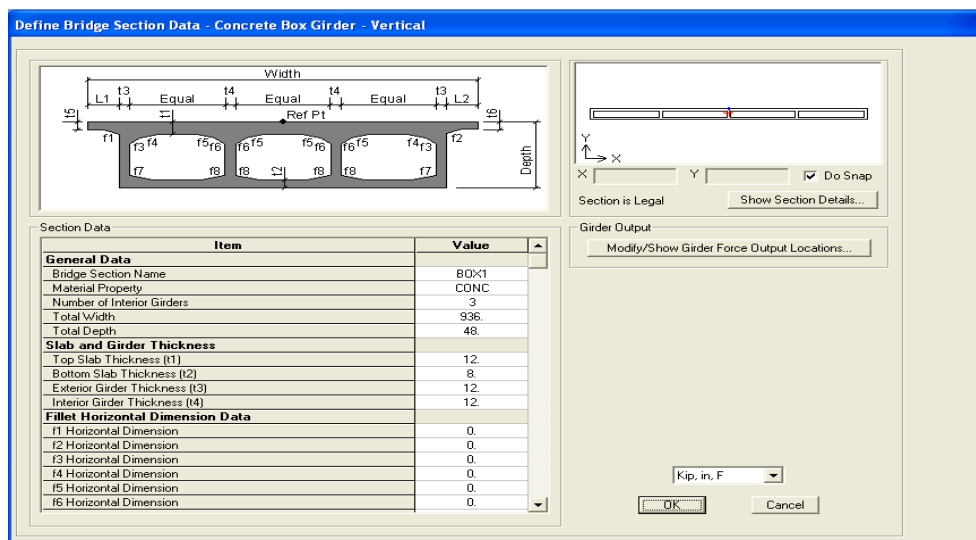 Define Bridge Section Data - Concrete Box Girder - Vertical
Width
L1 t3 Equal t4 Equal t4 Equal t3 L2
t5 t1 Ref Pt t6
f1 f3 f4 f5 f6 f6 f5 f5 f6 f6 f5 f4 f3 f2
f7 f8 f8 t2 f8 f8 f7
Depth
Y
X
X Y Do Snap
Section is Legal Show Section Details...
Section Data
Item Value
General Data
Bridge Section Name BOX1
Material Property CONC
Number of Interior Girders 3
Total Width 936.
Total Depth 48.
Slab and Girder Thickness
Top Slab Thickness (t1) 12.
Bottom Slab Thickness (t2) 8.
Exterior Girder Thickness (t3) 12.
Interior Girder Thickness (t4) 12.
Fillet Horizontal Dimension Data
f1 Horizontal Dimension 0.
f2 Horizontal Dimension 0.
f3 Horizontal Dimension 0.
f4 Horizontal Dimension 0.
f5 Horizontal Dimension 0.
f6 Horizontal Dimension 0.
Girder Output
Modify/Show Girder Force Output Locations...
Kip, in, F
OK Cancel